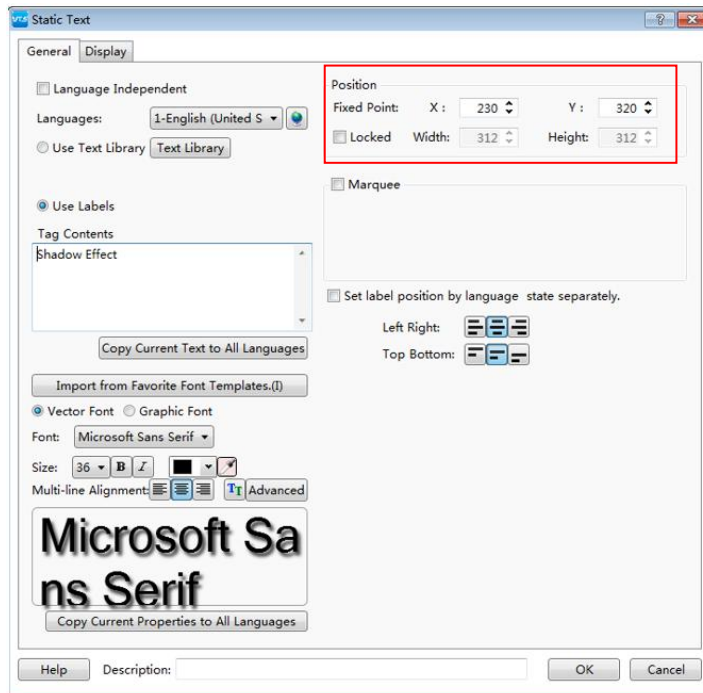 VTS Static Text
General Display
Language Independent
Languages: 1-English (United S
Use Text Library Text Library
Use Labels
Tag Contents
Shadow Effect
Copy Current Text to All Languages
Import from Favorite Font Templates.(I)
Vector Font Graphic Font
Font: Microsoft Sans Serif
Size: 36 B I
Multi-line Alignment: TT Advanced
Microsoft Sa
ns Serif
Copy Current Properties to All Languages
Position
Fixed Point: X : 230 Y : 320
Locked Width: 312 Height: 312
Marquee
Set label position by language state separately.
Left Right:
Top Bottom:
Help Description: OK Cancel